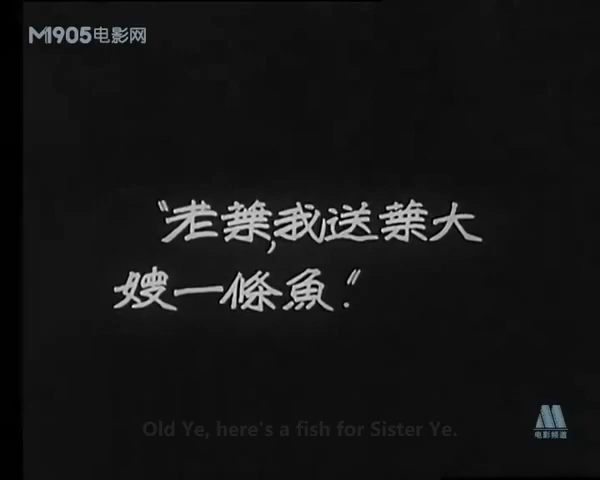 M1905电影网
“老葉，我送葉大
嫂一條魚。”
Old Ye, here's a fish for Sister Ye.
电影频道